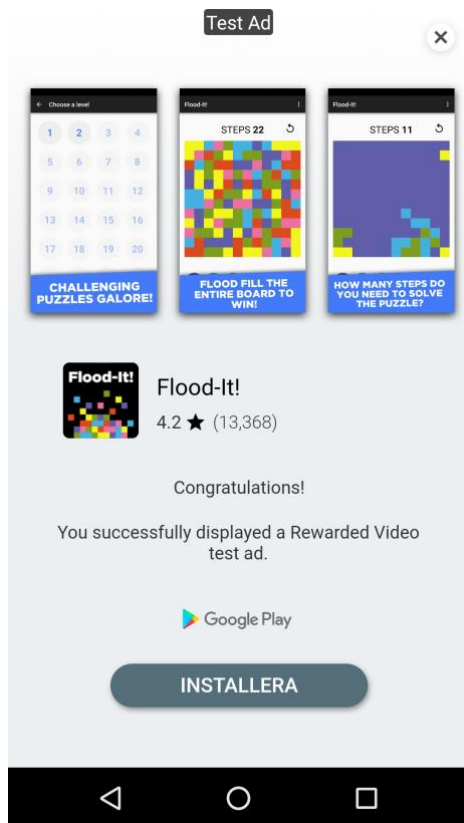 Test Ad
Choose a level
1 2 3 4
5 6 7 8
9 10 11 12
13 14 15 16
17 18 19 20
CHALLENGING
PUZZLES GALORE!
Flood-It!
STEPS 22
FLOOD FILL THE
ENTIRE BOARD TO
WIN!
Flood-It!
STEPS 11
HOW MANY STEPS DO
YOU NEED TO SOLVE
THE PUZZLE?
Flood-It!
Flood-It!
4.2 ★ (13,368)
Congratulations!
You successfully displayed a Rewarded Video
test ad.
Google Play
INSTALLERA